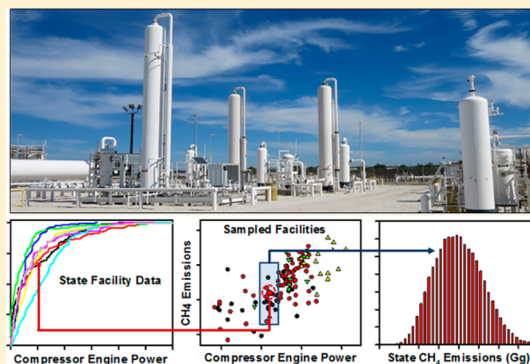 State Facility Data
Compressor Engine Power
Sampled Facilities
CH₄ Emissions
Compressor Engine Power
State CH₄ Emissions (Gg)